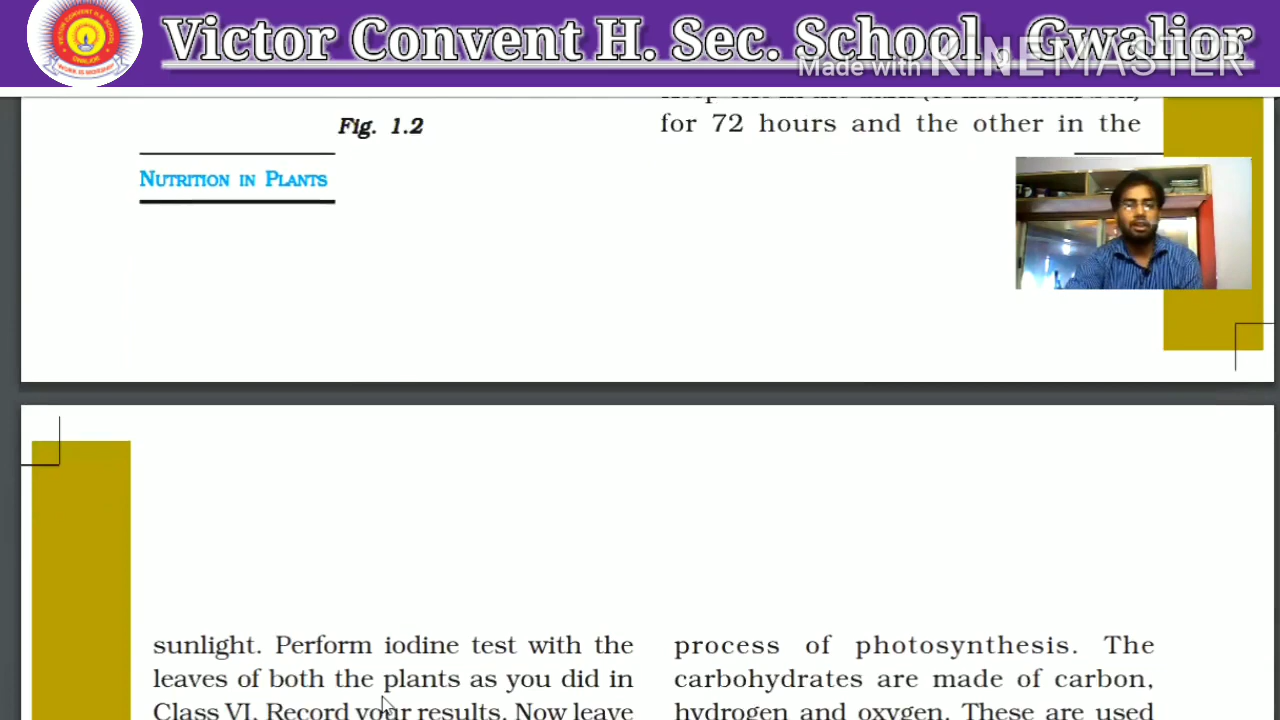 Victor Convent H. Sec. School, Gwalior
Made with KINEMASTER
for 72 hours and the other in the
Fig. 1.2
NUTRITION IN PLANTS
sunlight. Perform iodine test with the
leaves of both the plants as you did in
Class VI. Record your results. Now leave
process of photosynthesis. The
carbohydrates are made of carbon,
hydrogen and oxygen. These are used